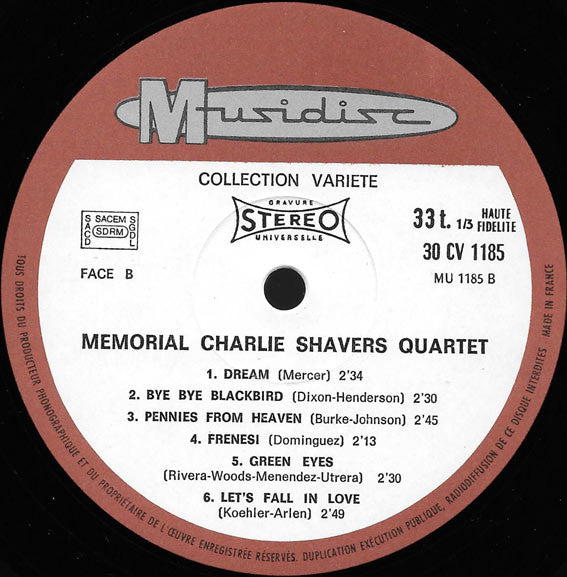 Musidisc
COLLECTION VARIETE
GRAVURE
STEREO
UNIVERSELLE
SACEM
SACD
SDRM
SGDL
33 t. 1/3 HAUTE FIDELITE
30 CV 1185
FACE B
MU 1185 B
MEMORIAL CHARLIE SHAVERS QUARTET
1. DREAM (Mercer) 2'34
2. BYE BYE BLACKBIRD (Dixon-Henderson) 2'30
3. PENNIES FROM HEAVEN (Burke-Johnson) 2'45
4. FRENESI (Dominguez) 2'13
5. GREEN EYES
(Rivera-Woods-Menendez-Utrera) 2'30
6. LET'S FALL IN LOVE
(Koehler-Arlen) 2'49
TOUS DROITS DU PRODUCTEUR PHONOGRAPHIQUE ET DU PROPRIÉTAIRE DE L'ŒUVRE ENREGISTRÉE RÉSERVÉS. DUPLICATION EXÉCUTION PUBLIQUE, RADIODIFFUSION DE CE DISQUE INTERDITES MADE IN FRANCE